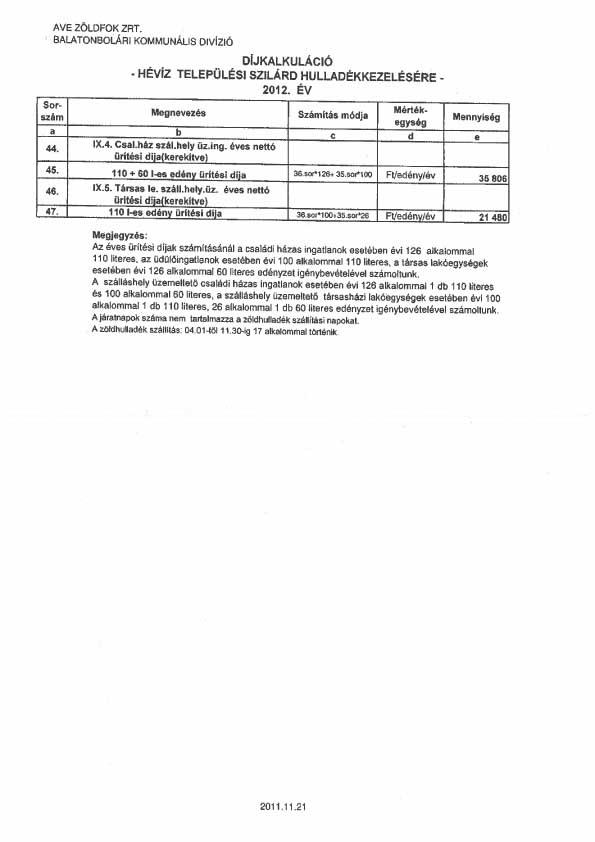 AVE ZÖLDFOK ZRT.
BALATONBOLÁRI KOMMUNÁLIS DIVÍZIÓ
DÍJKALKULÁCIÓ
- HÉVÍZ TELEPÜLÉSI SZILÁRD HULLADÉKKEZELÉSÉRE -
2012. ÉV
Sor-szám Megnevezés Számítás módja Mérték-egység Mennyiség
a b c d e
44. IX.4. Csal.ház szál.hely üz.ing. éves nettó
ürítési díja(kerekítve)
45. 110 + 60 l-es edény ürítési díja 36.sor*126+ 35.sor*100 Ft/edény/év 35 806
46. IX.5. Társas le. száll.hely.üz. éves nettó
ürítési díja(kerekítve)
47. 110 l-es edény ürítési díja 36.sor*100+35.sor*26 Ft/edény/év 21 480
Megjegyzés:
Az éves ürítési díjak számításánál a családi házas ingatlanok esetében évi 126 alkalommal
110 literes, az üdülőingatlanok esetében évi 100 alkalommal 110 literes, a társas lakóegységek
esetében évi 126 alkalommal 60 literes edényzet igénybevételével számoltunk.
A szálláshely üzemeltető családi házas ingatlanok esetében évi 126 alkalommal 1 db 110 literes
és 100 alkalommal 60 literes, a szálláshely üzemeltető társasházi lakóegységek esetében évi 100
alkalommal 1 db 110 literes, 26 alkalommal 1 db 60 literes edényzet igénybevételével számoltunk.
A járatnapok száma nem tartalmazza a zöldhulladék szállítási napokat.
A zöldhulladék szállítás: 04.01-től 11.30-ig 17 alkalommal történik.
2011.11.21